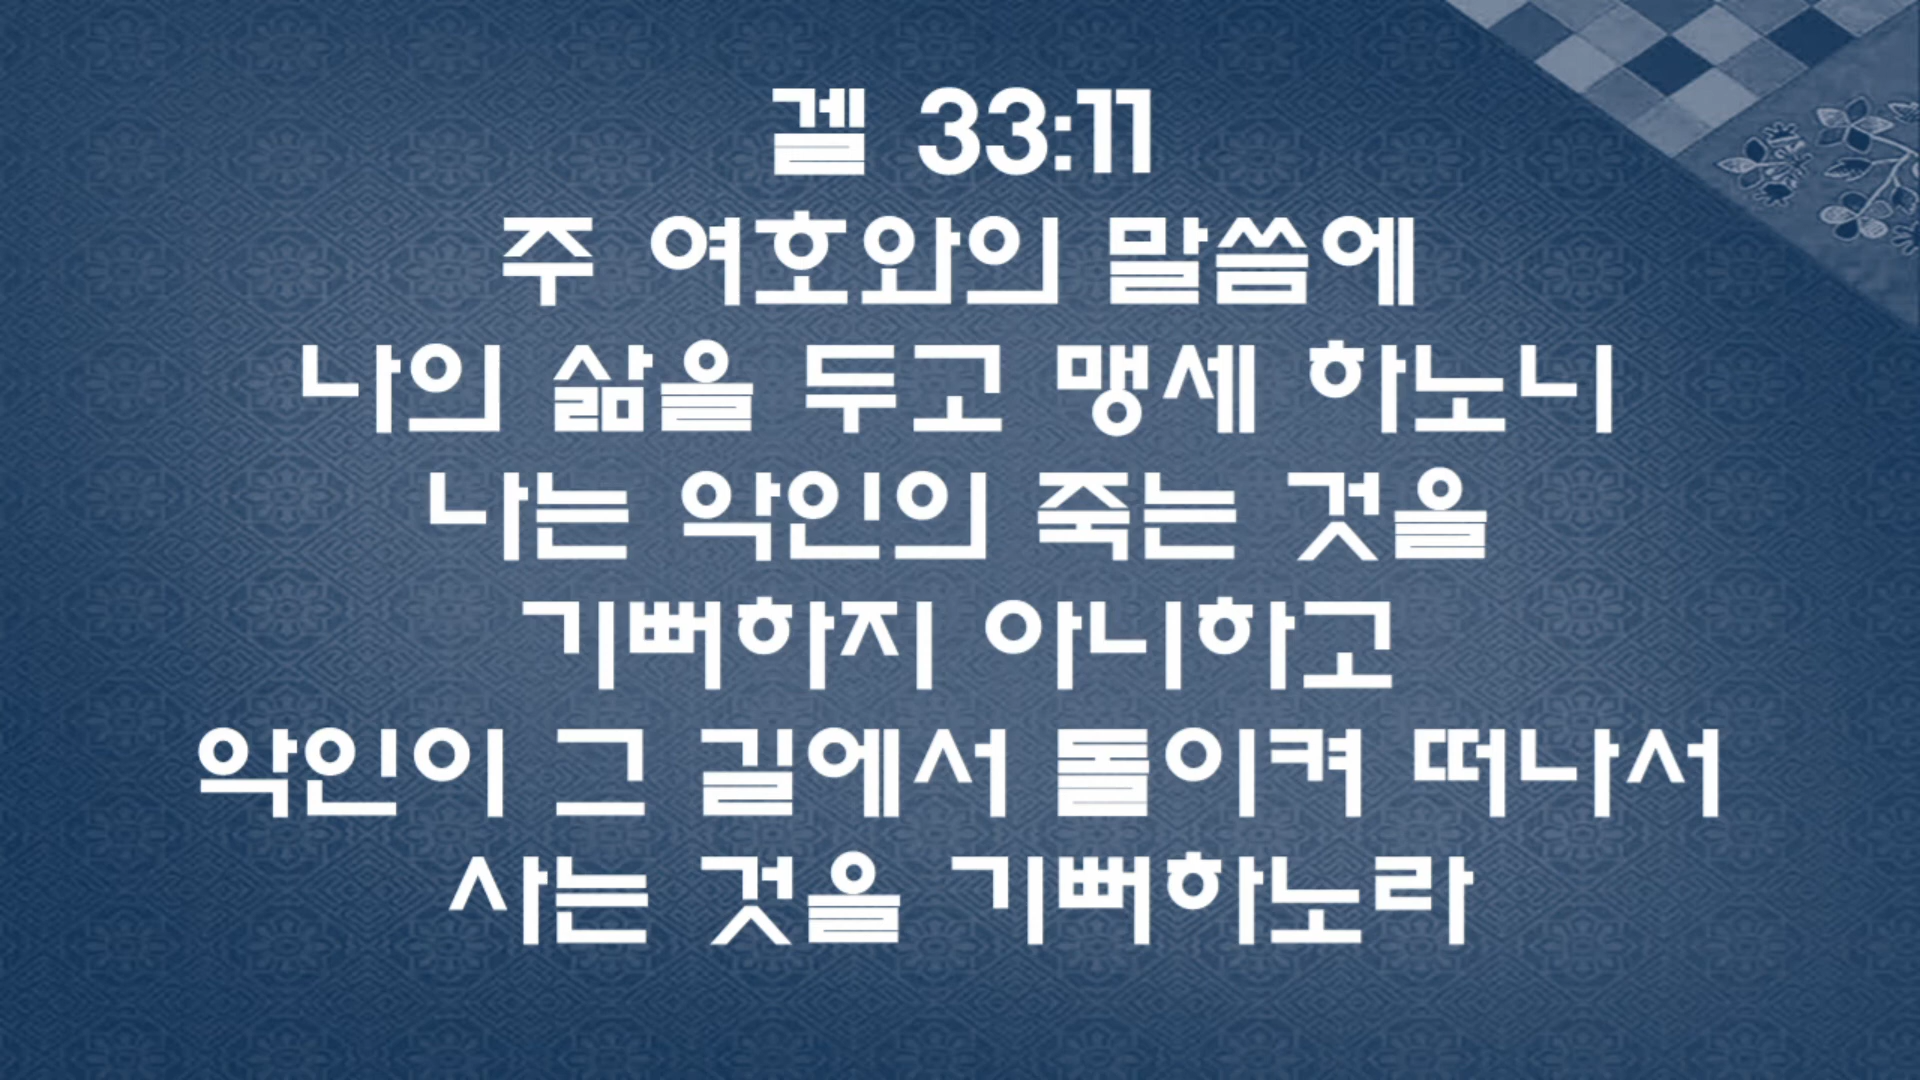 겔 33:11
주 여호와의 말씀에
나의 삶을 두고 맹세 하노니
나는 악인의 죽는 것을
기뻐하지 아니하고
악인이 그 길에서 돌이켜 떠나서
사는 것을 기뻐하노라